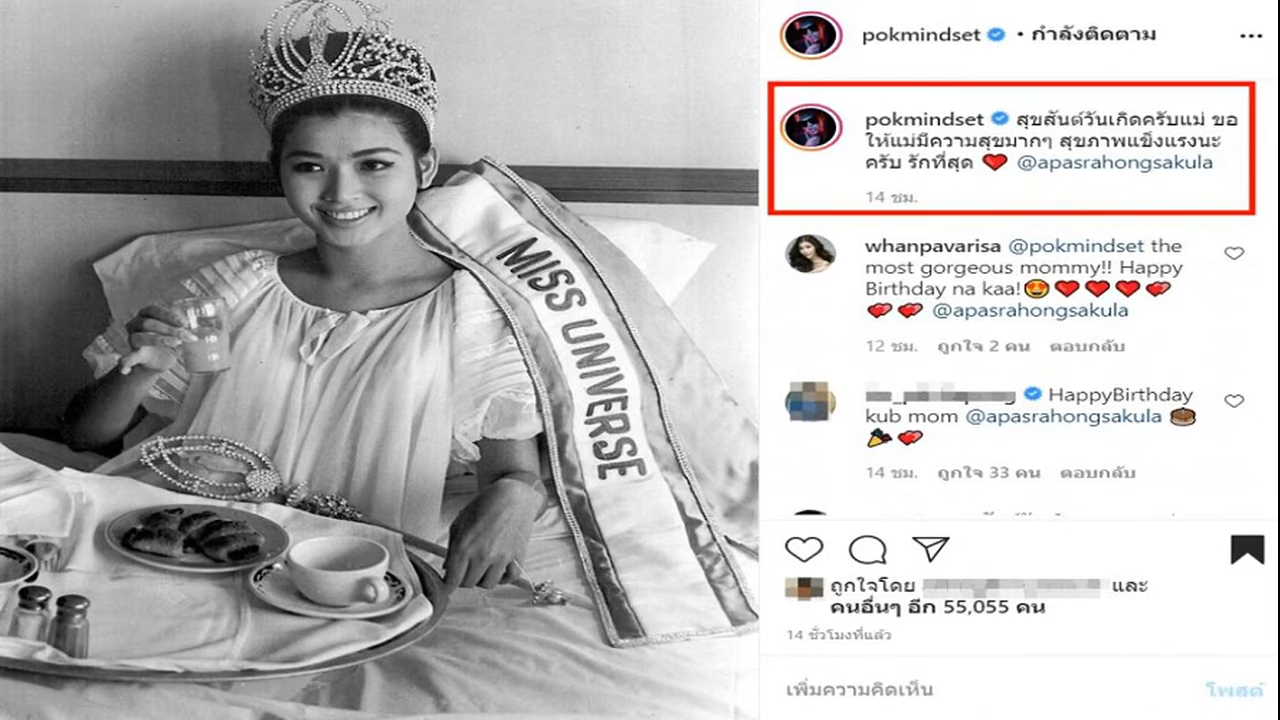 MISS UNIVERSE
pokmindset • กำลังติดตาม
pokmindset สุขสันต์วันเกิดครับแม่ ขอ
ให้แม่มีความสุขมากๆ สุขภาพแข็งแรงนะ
ครับ รักที่สุด ❤️ @apasrahongsakula
14 ชม.
whanpavarisa @pokmindset the
most gorgeous mommy!! Happy
Birthday na kaa!😍❤️❤️❤️💕
💕💕 @apasrahongsakula
12 ชม. ถูกใจ 2 คน ตอบกลับ
HappyBirthday
kub mom @apasrahongsakula 🎂
🎉💕
14 ชม. ถูกใจ 33 คน ตอบกลับ
ถูกใจโดย และ
คนอื่นๆ อีก 55,055 คน
14 ชั่วโมงที่แล้ว
เพิ่มความคิดเห็น โพสต์